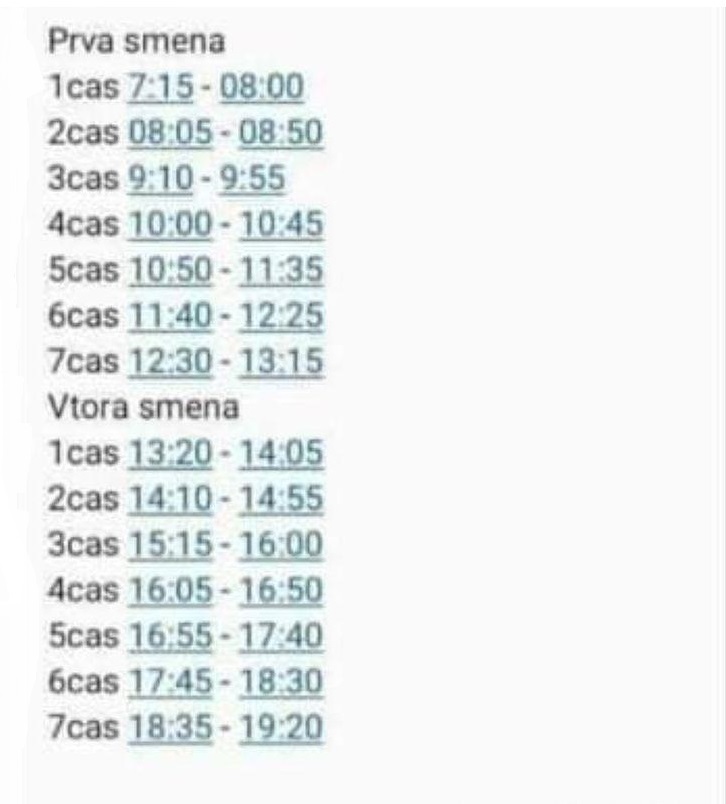 Prva smena
1cas 7:15 - 08:00
2cas 08:05 - 08:50
3cas 9:10 - 9:55
4cas 10:00 - 10:45
5cas 10:50 - 11:35
6cas 11:40 - 12:25
7cas 12:30 - 13:15
Vtora smena
1cas 13:20 - 14:05
2cas 14:10 - 14:55
3cas 15:15 - 16:00
4cas 16:05 - 16:50
5cas 16:55 - 17:40
6cas 17:45 - 18:30
7cas 18:35 - 19:20